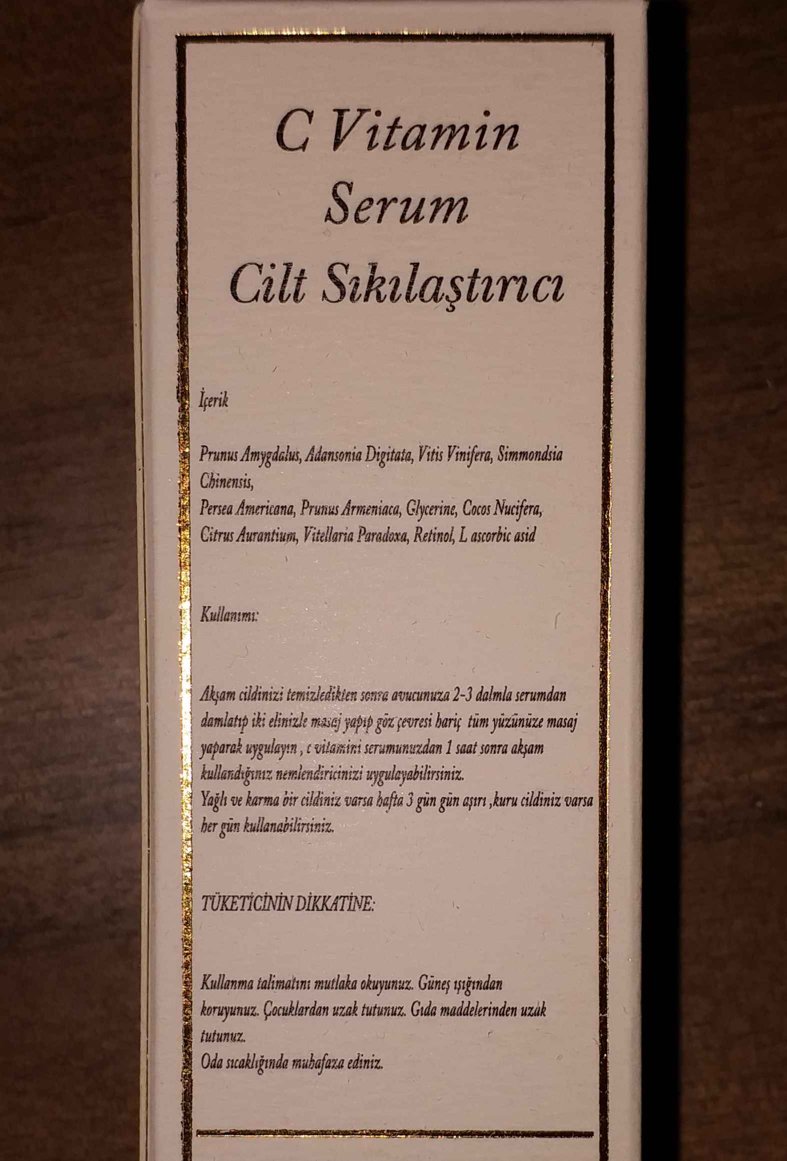 C Vitamin
Serum
Cilt Sıkılaştırıcı
İçerik
Prunus Amygdalus, Adansonia Digitata, Vitis Vinifera, Simmondsia
Chinensis,
Persea Americana, Prunus Armeniaca, Glycerine, Cocos Nucifera,
Citrus Aurantium, Vitellaria Paradoxa, Retinol, L ascorbic asid
Kullanımı:
Akşam cildinizi temizledikten sonra avucunuza 2-3 dalmla serumdan
damlatıp iki elinizle masaj yapıp göz çevresi hariç tüm yüzünüze masaj
yaparak uygulayın , c vitamini serumunuzdan 1 saat sonra akşam
kullandığınız nemlendiricinizi uygulayabilirsiniz.
Yağlı ve karma bir cildiniz varsa hafta 3 gün gün aşırı ,kuru cildiniz varsa
her gün kullanabilirsiniz.
TÜKETİCİNİN DİKKATİNE:
Kullanma talimatını mutlaka okuyunuz. Güneş ışığından
koruyunuz. Çocuklardan uzak tutunuz. Gıda maddelerinden uzak
tutunuz.
Oda sıcaklığında muhafaza ediniz.